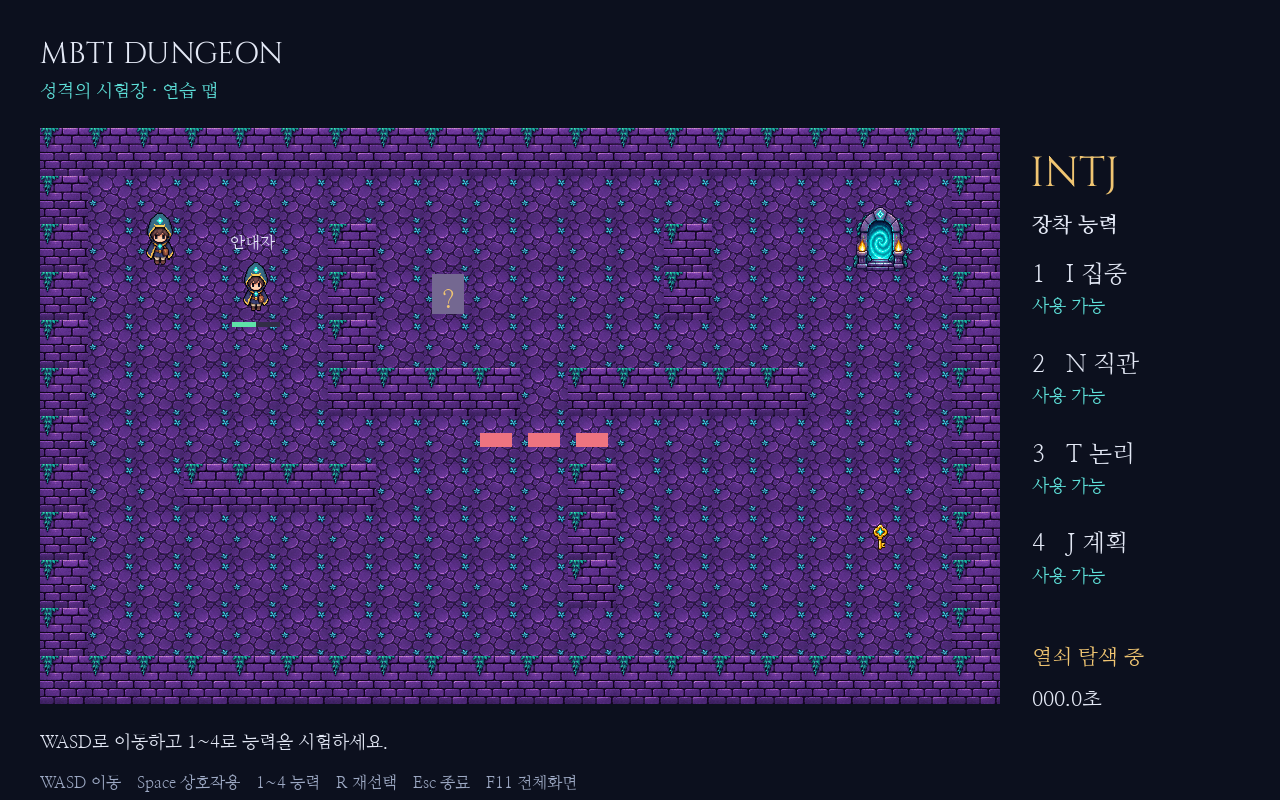 MBTI DUNGEON
성격의 시험장 · 연습 맵
안내자
?
INTJ
장착 능력
1 I 집중
사용 가능
2 N 직관
사용 가능
3 T 논리
사용 가능
4 J 계획
사용 가능
열쇠 탐색 중
000.0초
WASD로 이동하고 1~4로 능력을 시험하세요.
WASD 이동 Space 상호작용 1~4 능력 R 재선택 Esc 종료 F11 전체화면